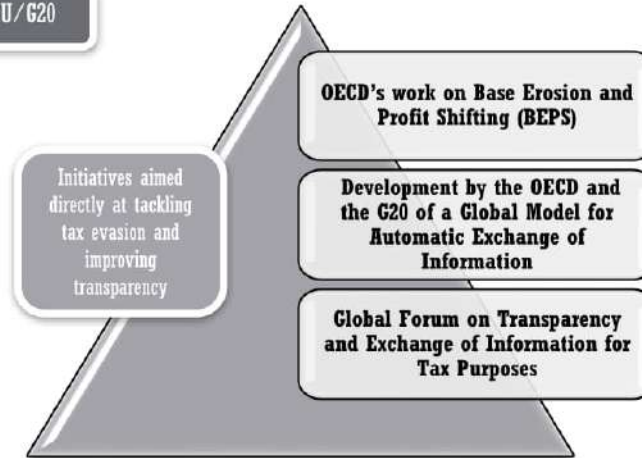 U/G20
OECD's work on Base Erosion and
Profit Shifting (BEPS)
Initiatives aimed
directly at tackling
tax evasion and
improving
transparency
Development by the OECD and
the G20 of a Global Model for
Automatic Exchange of
Information
Global Forum on Transparency
and Exchange of Information for
Tax Purposes